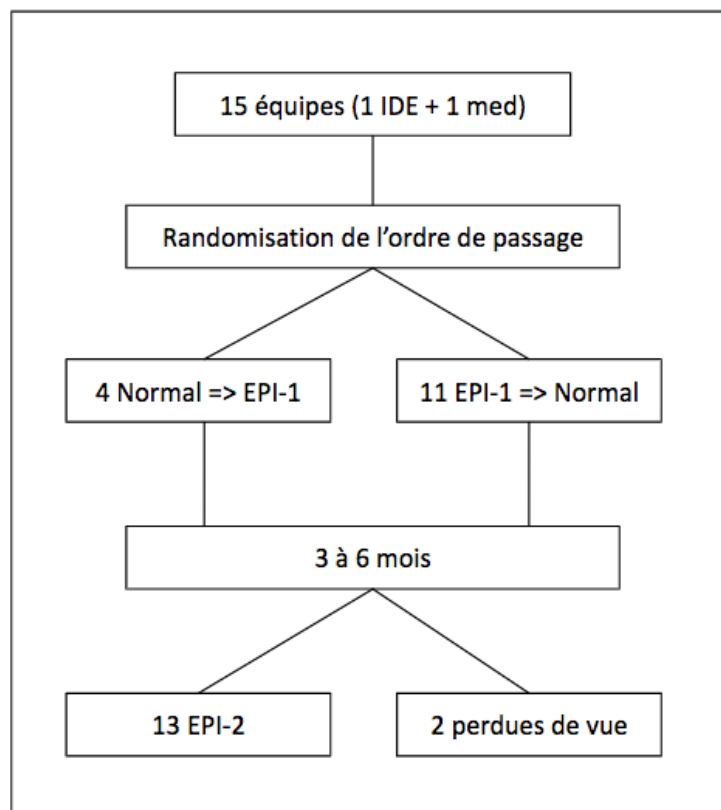 15 équipes (1 IDE + 1 med)
Randomisation de l’ordre de passage
4 Normal => EPI-1
11 EPI-1 => Normal
3 à 6 mois
13 EPI-2
2 perdues de vue